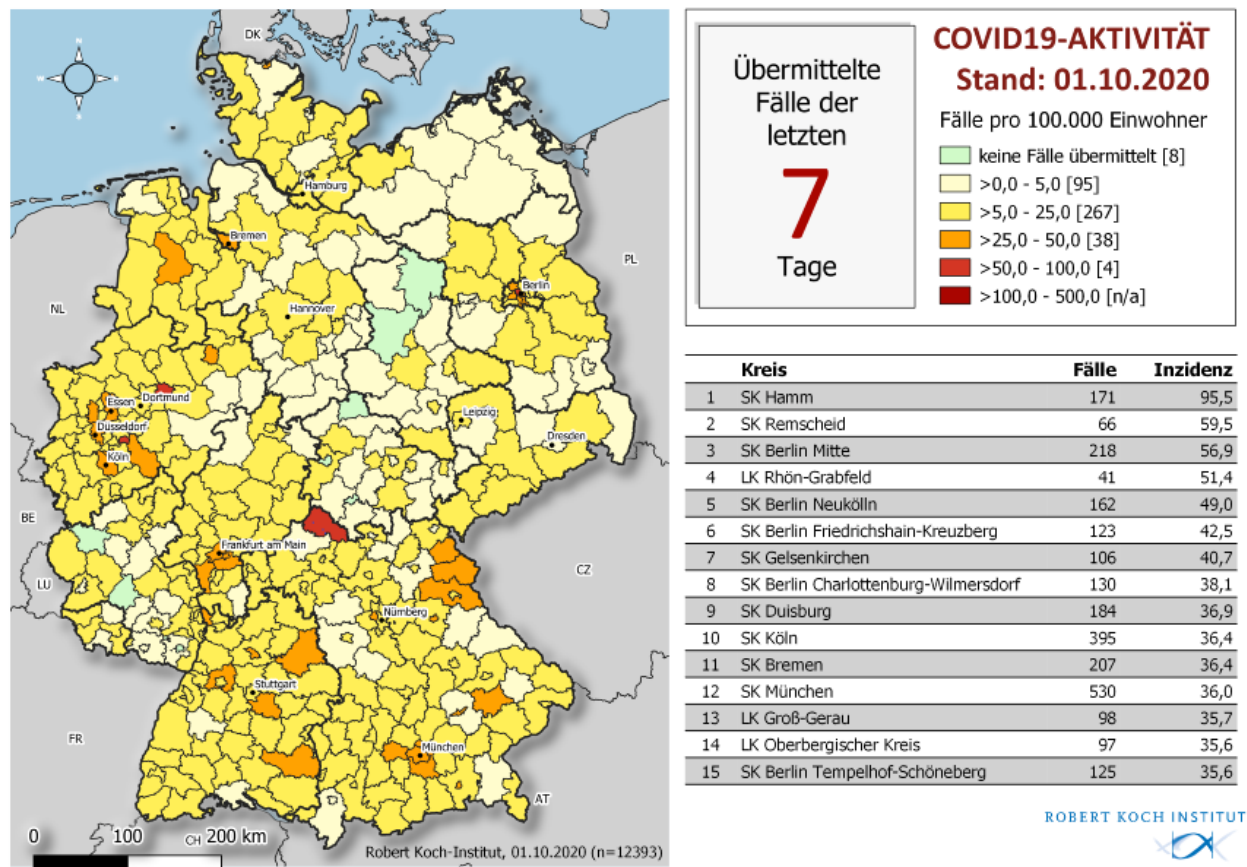 DK
Hamburg
Bremen
PL
Berlin
NL
Hannover
Essen
Dortmund
Düsseldorf
Leipzig
Dresden
Köln
BE
Frankfurt am Main
LU
CZ
Nürnberg
Stuttgart
FR
München
AT
CH
0 100 200 km
Robert Koch-Institut, 01.10.2020 (n=12393)
Übermittelte
Fälle der
letzten
7
Tage
COVID19-AKTIVITÄT
Stand: 01.10.2020
Fälle pro 100.000 Einwohner
keine Fälle übermittelt [8]
>0,0 - 5,0 [95]
>5,0 - 25,0 [267]
>25,0 - 50,0 [38]
>50,0 - 100,0 [4]
>100,0 - 500,0 [n/a]
Kreis Fälle Inzidenz
1 SK Hamm 171 95,5
2 SK Remscheid 66 59,5
3 SK Berlin Mitte 218 56,9
4 LK Rhön-Grabfeld 41 51,4
5 SK Berlin Neukölln 162 49,0
6 SK Berlin Friedrichshain-Kreuzberg 123 42,5
7 SK Gelsenkirchen 106 40,7
8 SK Berlin Charlottenburg-Wilmersdorf 130 38,1
9 SK Duisburg 184 36,9
10 SK Köln 395 36,4
11 SK Bremen 207 36,4
12 SK München 530 36,0
13 LK Groß-Gerau 98 35,7
14 LK Oberbergischer Kreis 97 35,6
15 SK Berlin Tempelhof-Schöneberg 125 35,6
ROBERT KOCH INSTITUT